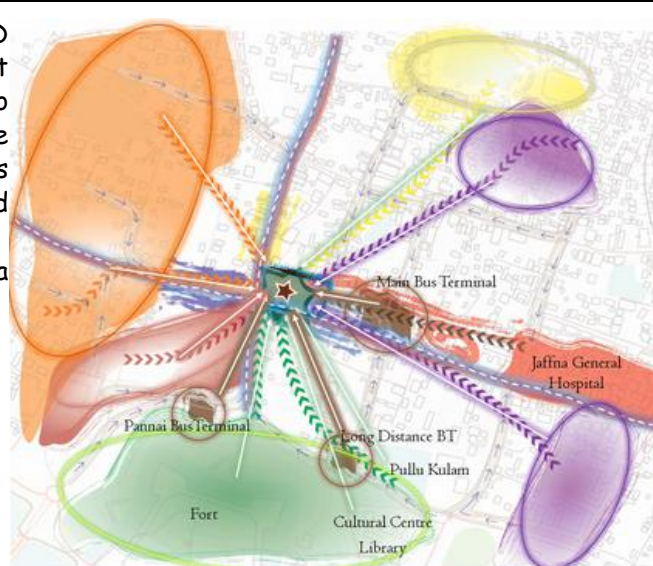 Main Bus Terminal
Jaffna General
Hospital
Pannai Bus Terminal
Long Distance BT
Pullu Kulam
Fort
Cultural Centre
Library